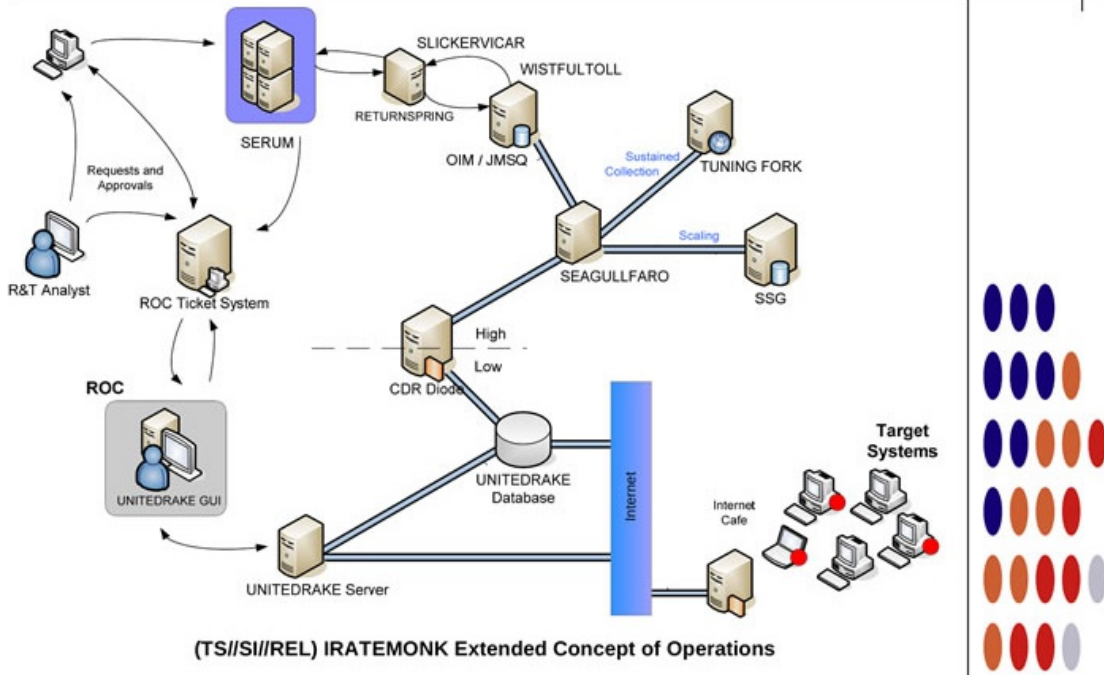 SLICKERVICAR
WISTFULTOLL
RETURNSPRING
SERUM
OIM / JMSQ
Sustained
Collection
TUNING FORK
Requests and
Approvals
Scaling
SEAGULLFARO
R&T Analyst
ROC Ticket System
SSG
High
Low
CDR Diode
ROC
UNITEDRAKE GUI
UNITEDRAKE
Database
Internet
Target
Systems
Internet
Cafe
UNITEDRAKE Server
(TS//SI//REL) IRATEMONK Extended Concept of Operations